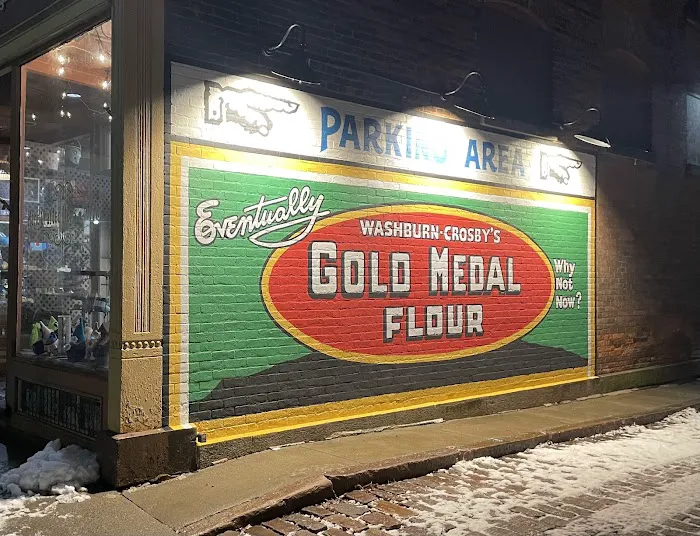 PARKING AREA
Eventually
WASHBURN-CROSBY'S
GOLD MEDAL
FLOUR
Why
Not
Now?